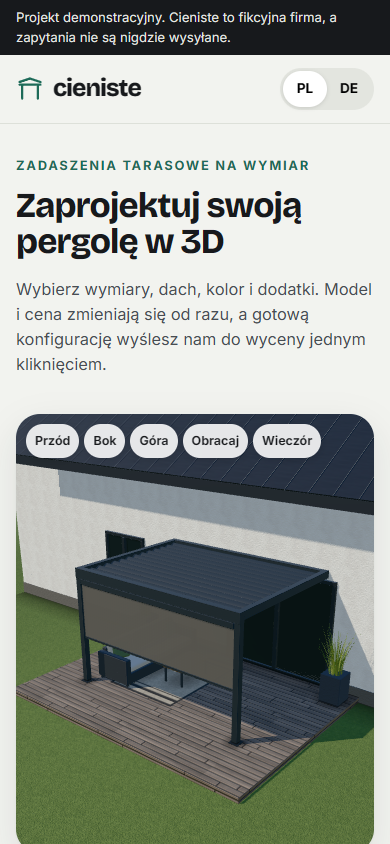 Projekt demonstracyjny. Cieniste to fikcyjna firma, a
zapytania nie są nigdzie wysyłane.
cieniste
PL DE
ZADASZENIA TARASOWE NA WYMIAR
Zaprojektuj swoją
pergolę w 3D
Wybierz wymiary, dach, kolor i dodatki. Model
i cena zmieniają się od razu, a gotową
konfigurację wyślesz nam do wyceny jednym
kliknięciem.
Przód Bok Góra Obracaj Wieczór